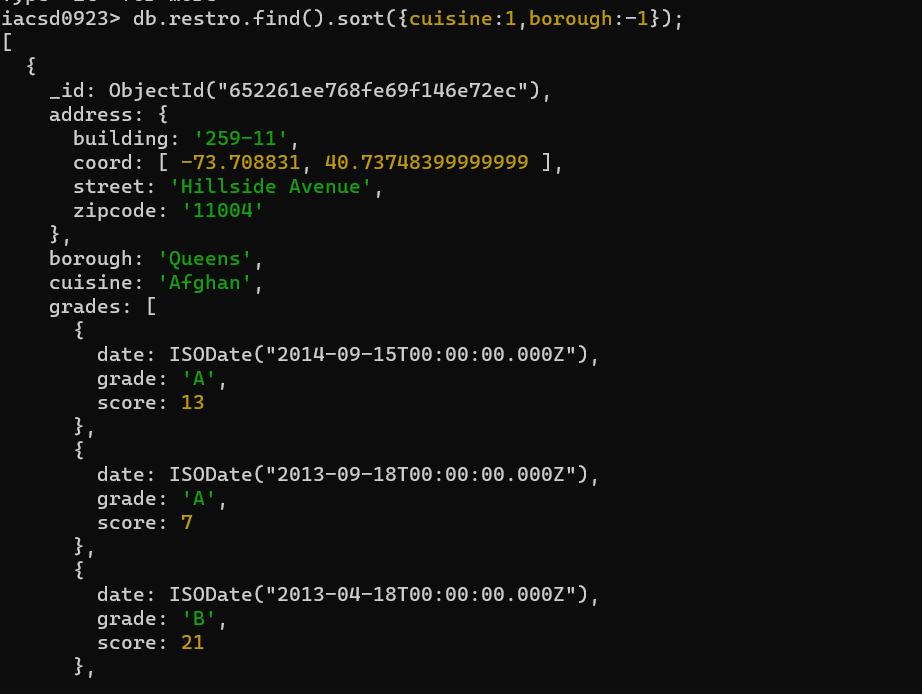 iacsd0923> db.restro.find().sort({cuisine:1,borough:-1});
[
  {
    _id: ObjectId("652261ee768fe69f146e72ec"),
    address: {
      building: '259-11',
      coord: [ -73.708831, 40.73748399999999 ],
      street: 'Hillside Avenue',
      zipcode: '11004'
    },
    borough: 'Queens',
    cuisine: 'Afghan',
    grades: [
      {
        date: ISODate("2014-09-15T00:00:00.000Z"),
        grade: 'A',
        score: 13
      },
      {
        date: ISODate("2013-09-18T00:00:00.000Z"),
        grade: 'A',
        score: 7
      },
      {
        date: ISODate("2013-04-18T00:00:00.000Z"),
        grade: 'B',
        score: 21
      },